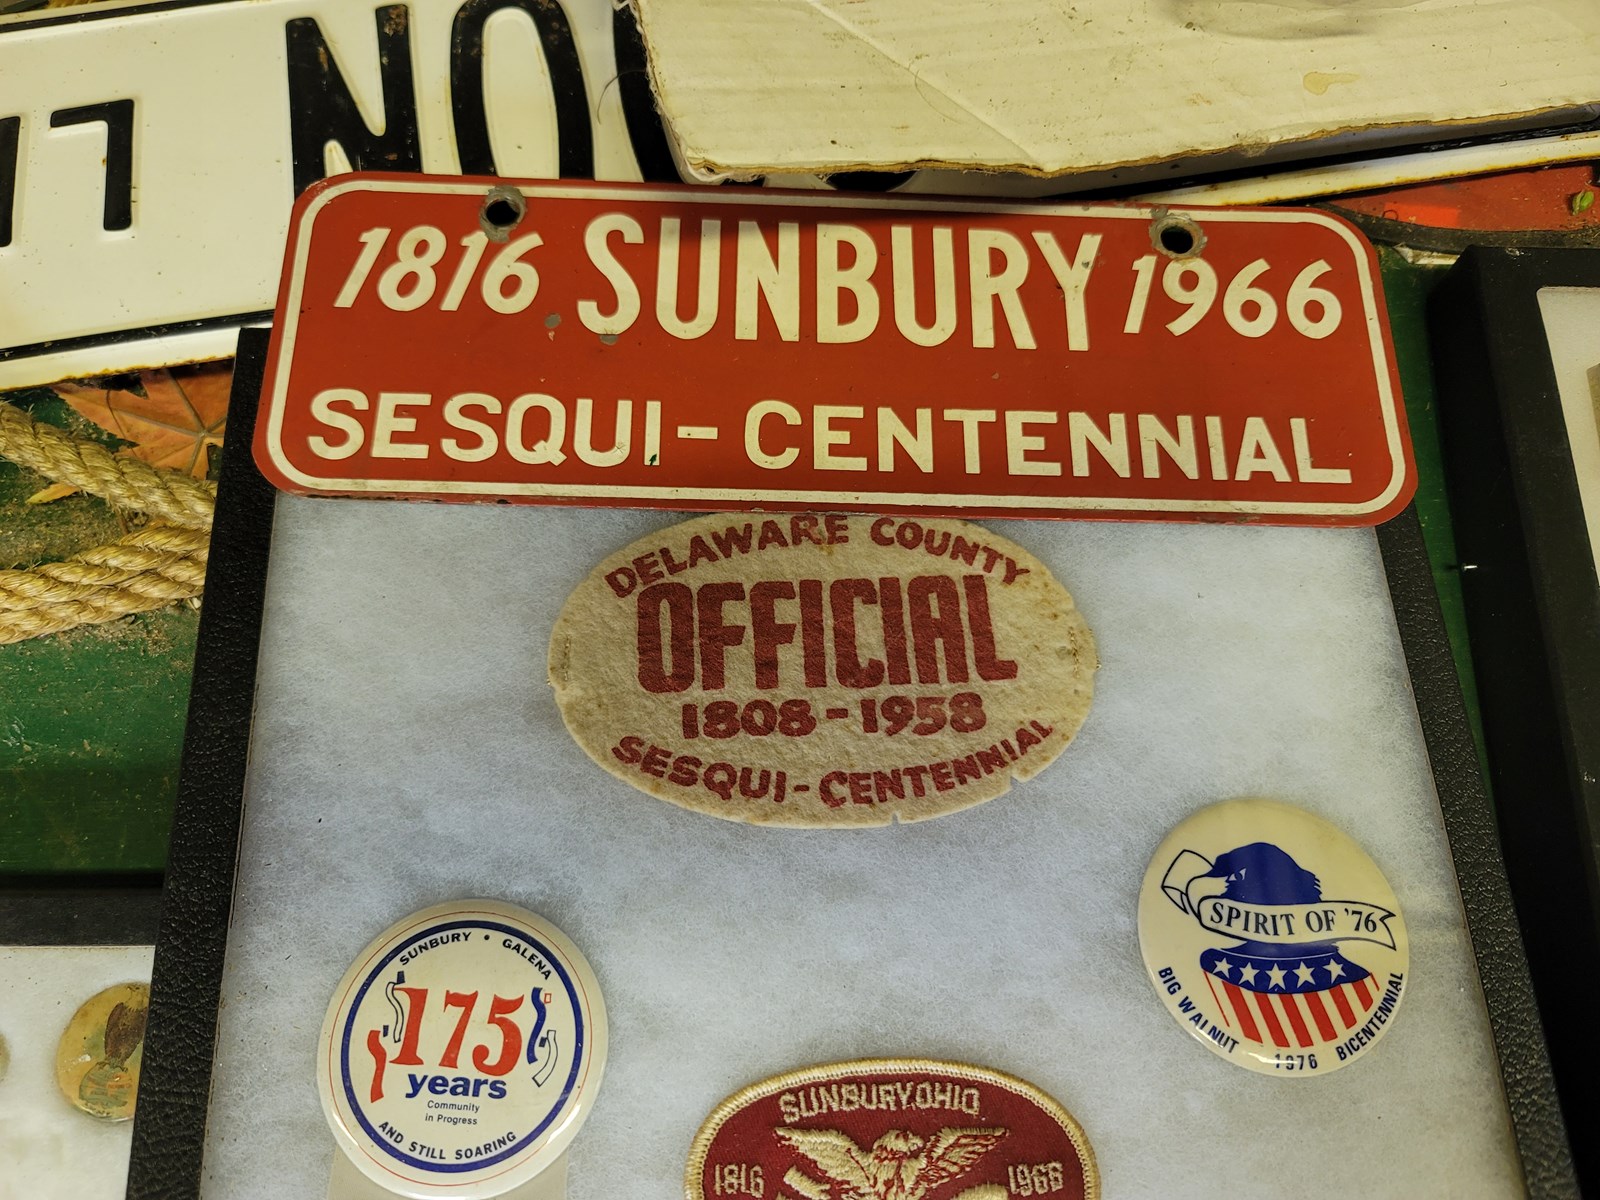 NO
1816 SUNBURY 1966
SESQUI-CENTENNIAL
DELAWARE COUNTY
OFFICIAL
1808-1958
SESQUI-CENTENNIAL
SPIRIT OF '76
BIG WALNUT 1976 BICENTENNIAL
SUNBURY • GALENA
175
years
Community
in Progress
AND STILL SOARING
SUNBURY, OHIO
1816 1966